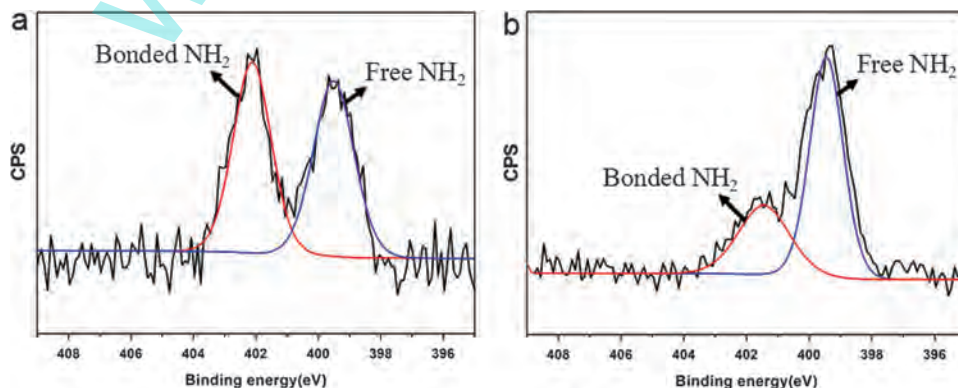 a
Bonded NH₂
Free NH₂
CPS
408 406 404 402 400 398 396
Binding energy(eV)
b
Free NH₂
Bonded NH₂
CPS
408 406 404 402 400 398 396
Binding energy(eV)